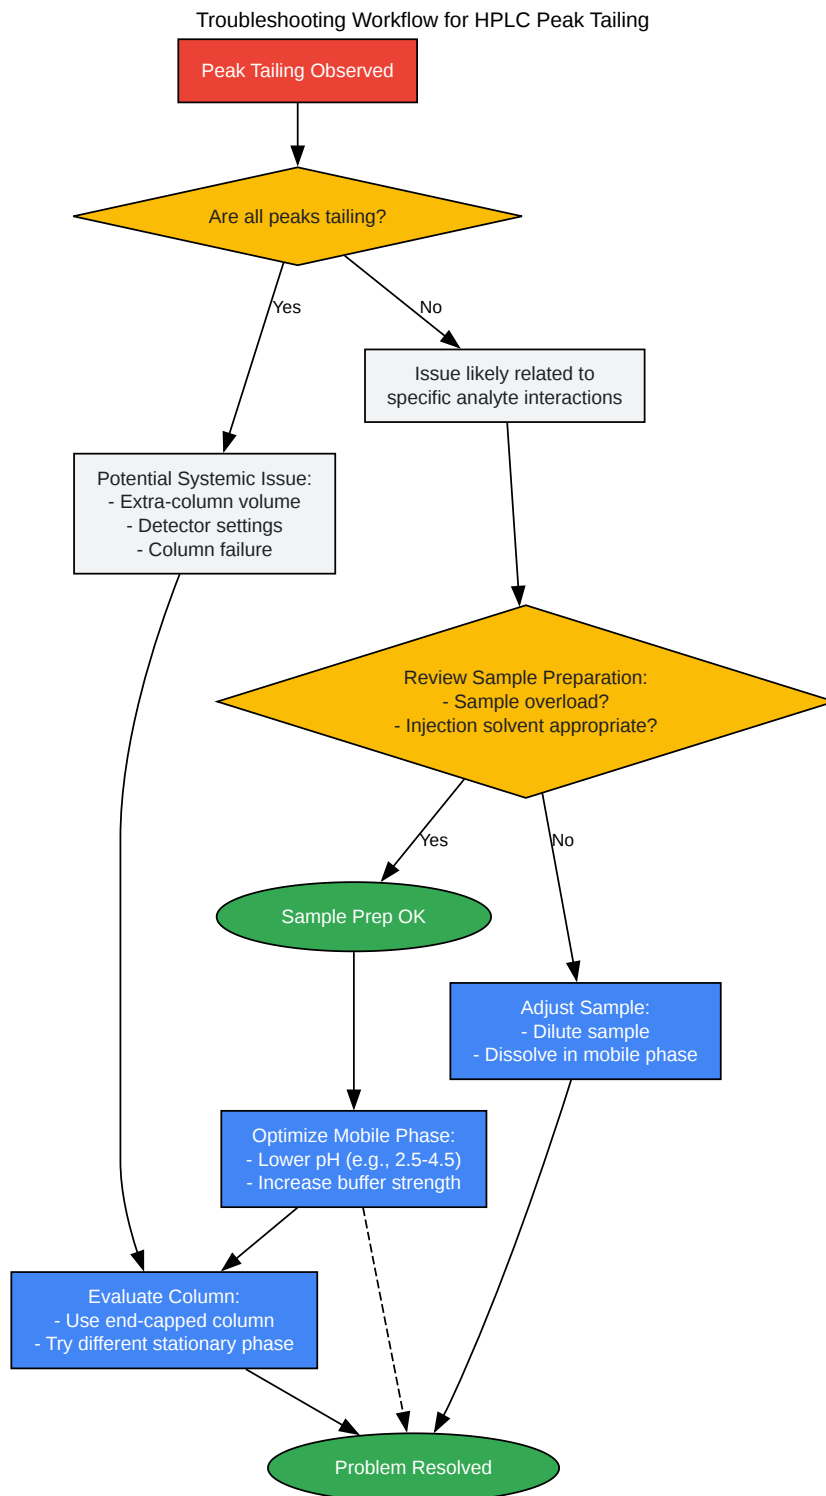 Troubleshooting Workflow for HPLC Peak Tailing
Peak Tailing Observed
Are all peaks tailing?
Yes
No
Issue likely related to
specific analyte interactions
Potential Systemic Issue:
- Extra-column volume
- Detector settings
- Column failure
Review Sample Preparation:
- Sample overload?
- Injection solvent appropriate?
Yes
No
Sample Prep OK
Adjust Sample:
- Dilute sample
- Dissolve in mobile phase
Optimize Mobile Phase:
- Lower pH (e.g., 2.5-4.5)
- Increase buffer strength
Evaluate Column:
- Use end-capped column
- Try different stationary phase
Problem Resolved